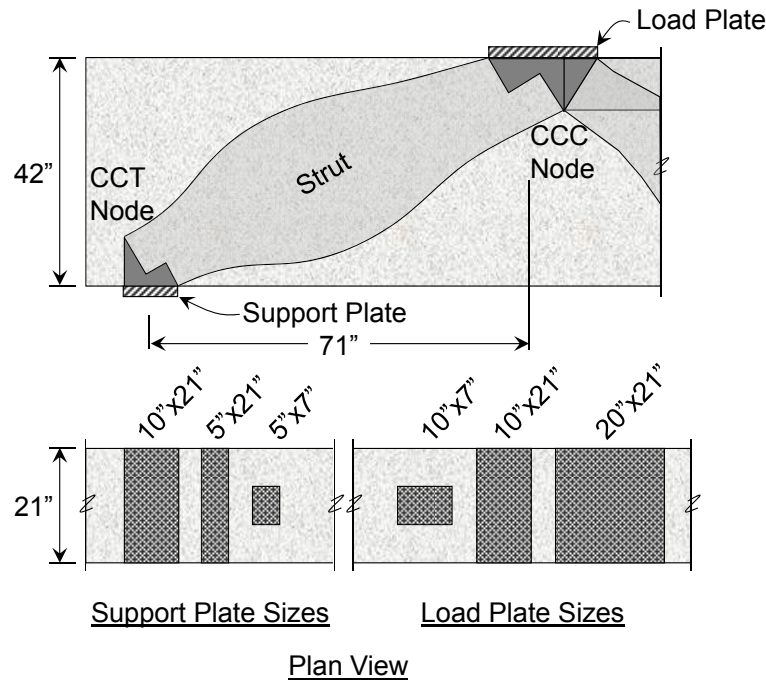 Load Plate
42”
CCT
Node
Strut
CCC
Node
Support Plate
71”
10”x21”
5”x21”
5”x7”
10”x7”
10”x21”
20”x21”
21”
Support Plate Sizes
Load Plate Sizes
Plan View